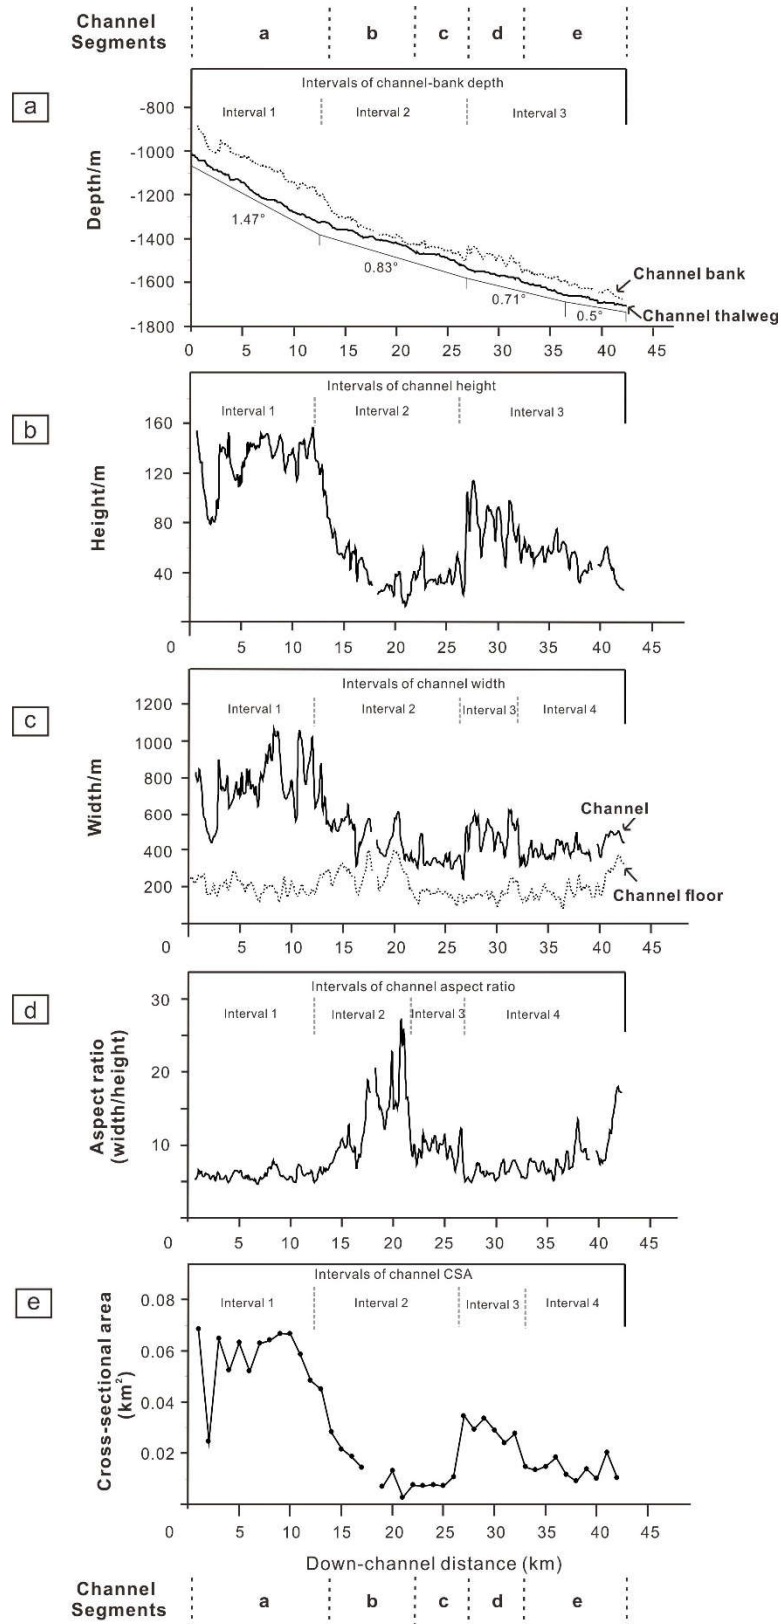 Channel Segments a b c d e
a
Intervals of channel-bank depth
Interval 1 Interval 2 Interval 3
Depth/m
-800
-1000
-1200
-1400
-1600
-1800
1.47°
0.83°
0.71°
0.5°
Channel bank
Channel thalweg
0 5 10 15 20 25 30 35 40 45
b
Intervals of channel height
Interval 1 Interval 2 Interval 3
Height/m
160
120
80
40
0 5 10 15 20 25 30 35 40 45
c
Intervals of channel width
Interval 1 Interval 2 Interval 3 Interval 4
Width/m
1200
1000
800
600
400
200
Channel
Channel floor
0 5 10 15 20 25 30 35 40 45
d
Intervals of channel aspect ratio
Interval 1 Interval 2 Interval 3 Interval 4
Aspect ratio
(width/height)
30
20
10
0 5 10 15 20 25 30 35 40 45
e
Intervals of channel CSA
Interval 1 Interval 2 Interval 3 Interval 4
Cross-sectional area
(km²)
0.08
0.06
0.04
0.02
0 5 10 15 20 25 30 35 40 45
Down-channel distance (km)
Channel Segments a b c d e